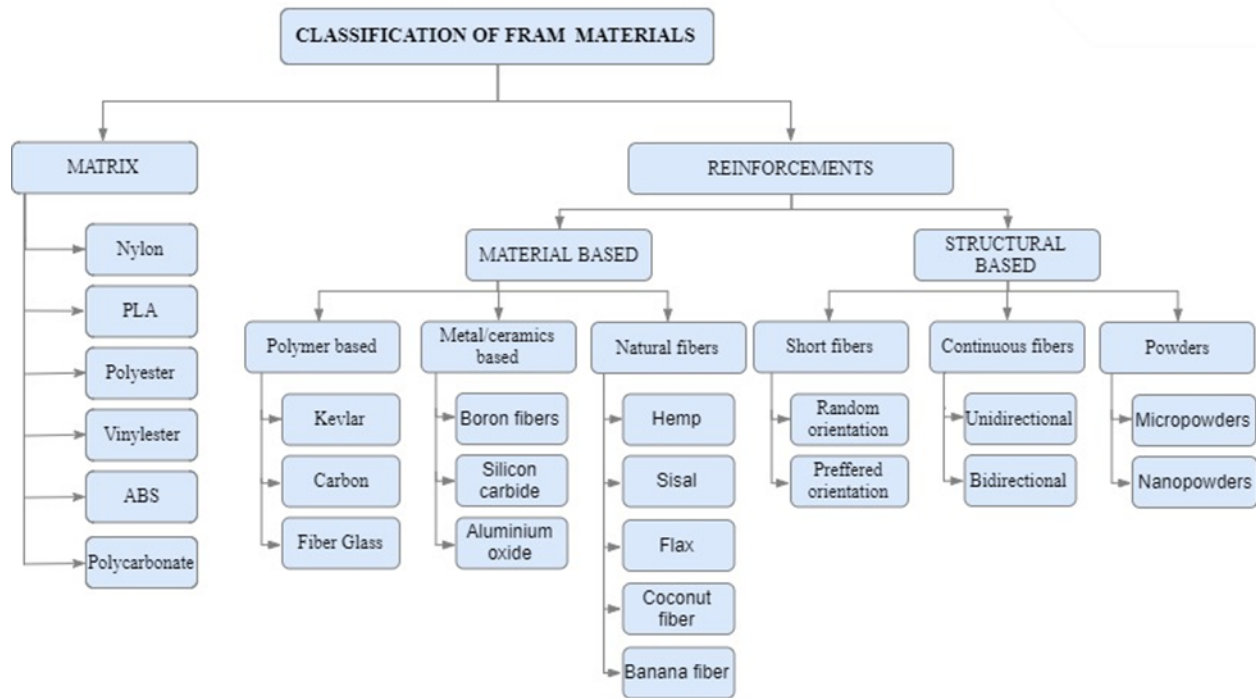 CLASSIFICATION OF FRAM MATERIALS
MATRIX
Nylon
PLA
Polyester
Vinylester
ABS
Polycarbonate
REINFORCEMENTS
MATERIAL BASED
Polymer based
Kevlar
Carbon
Fiber Glass
Metal/ceramics
based
Boron fibers
Silicon
carbide
Aluminium
oxide
Natural fibers
Hemp
Sisal
Flax
Coconut
fiber
Banana fiber
STRUCTURAL
BASED
Short fibers
Random
orientation
Preffered
orientation
Continuous fibers
Unidirectional
Bidirectional
Powders
Micropowders
Nanopowders